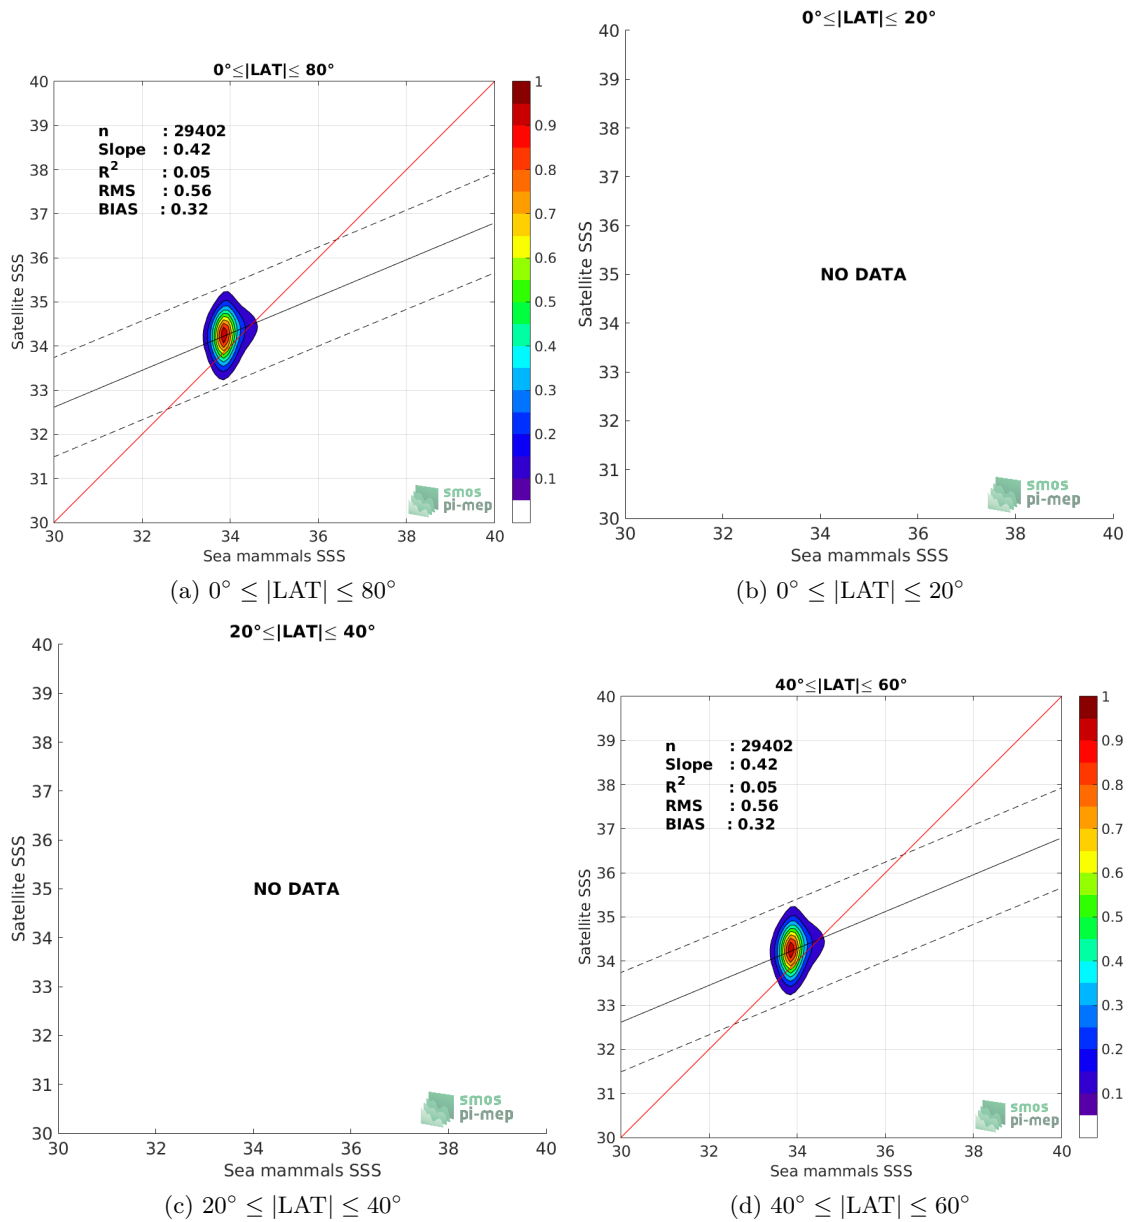 0°≤|LAT|≤ 80°
n : 29402
Slope : 0.42
R² : 0.05
RMS : 0.56
BIAS : 0.32
40
39
38
37
36
35
34
33
32
31
30
30 32 34 36 38 40
Satellite SSS
Sea mammals SSS
1
0.9
0.8
0.7
0.6
0.5
0.4
0.3
0.2
0.1
smos
pi-mep
(a) 0° ≤ |LAT| ≤ 80°
0°≤|LAT|≤ 20°
40
39
38
37
36
35
34
33
32
31
30
30 32 34 36 38 40
Satellite SSS
NO DATA
Sea mammals SSS
smos
pi-mep
(b) 0° ≤ |LAT| ≤ 20°
20°≤|LAT|≤ 40°
40
39
38
37
36
35
34
33
32
31
30
30 32 34 36 38 40
Satellite SSS
NO DATA
Sea mammals SSS
smos
pi-mep
(c) 20° ≤ |LAT| ≤ 40°
40°≤|LAT|≤ 60°
n : 29402
Slope : 0.42
R² : 0.05
RMS : 0.56
BIAS : 0.32
40
39
38
37
36
35
34
33
32
31
30
30 32 34 36 38 40
Satellite SSS
Sea mammals SSS
1
0.9
0.8
0.7
0.6
0.5
0.4
0.3
0.2
0.1
smos
pi-mep
(d) 40° ≤ |LAT| ≤ 60°